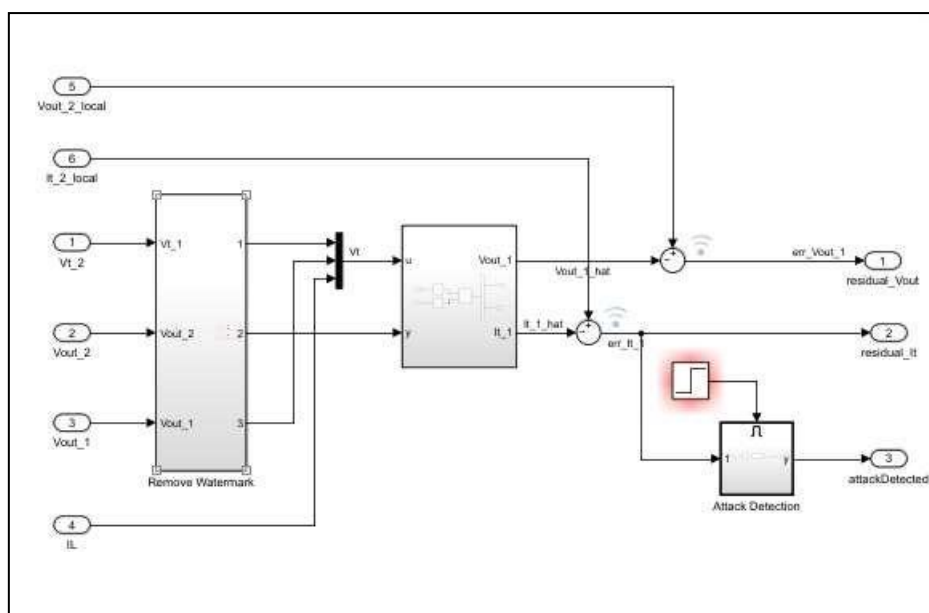 5
Vout_2_local
6
It_2_local
1
Vt_2
Vt_1
1
Vt
u
Vout_1
Vout_1_hat
err_Vout_1
1
residual_Vout
2
Vout_2
Vout_2
2
y
It_1
It_1_hat
err_It_1
2
residual_It
3
Vout_1
Vout_1
3
Remove Watermark
1
y
Attack Detection
3
attackDetected
4
IL